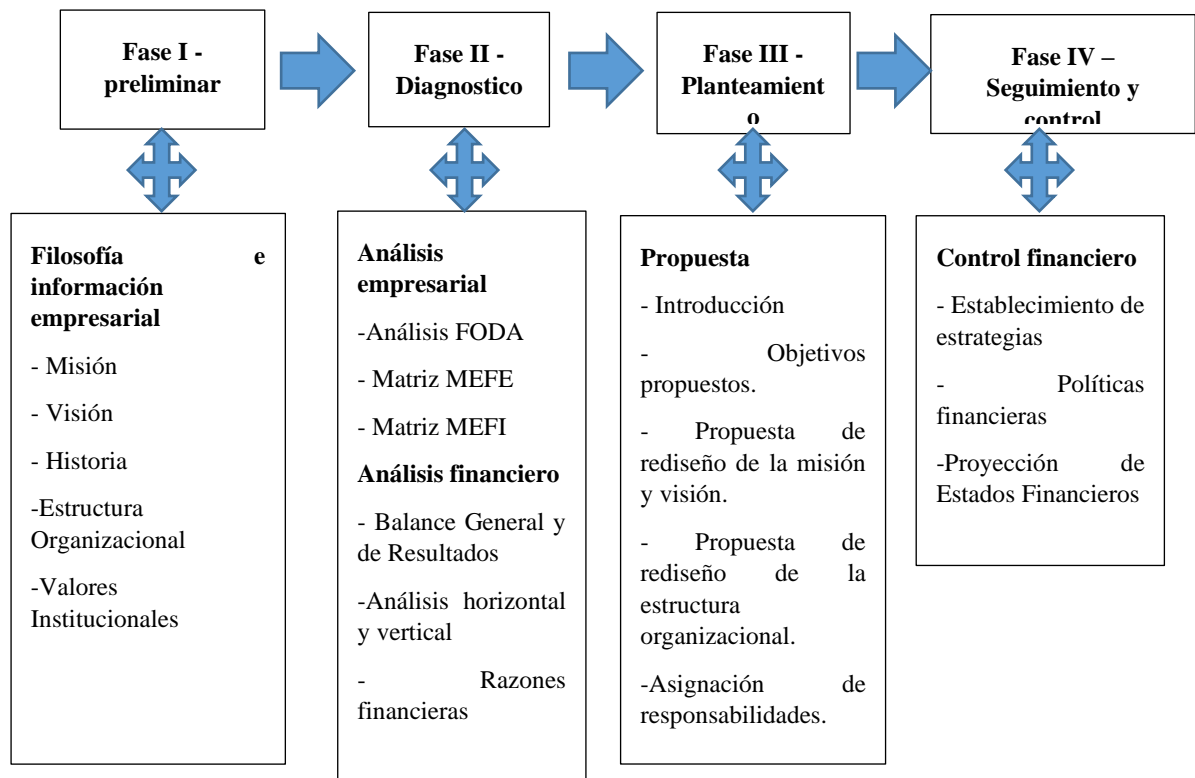 Fase I -
preliminar
Fase II -
Diagnostico
Fase III -
Planteamient
o
Fase IV –
Seguimiento y
control
Filosofía e
información
empresarial
- Misión
- Visión
- Historia
-Estructura
Organizacional
-Valores
Institucionales
Análisis
empresarial
-Análisis FODA
- Matriz MEFE
- Matriz MEFI
Análisis financiero
- Balance General y
de Resultados
-Análisis horizontal
y vertical
- Razones
financieras
Propuesta
- Introducción
- Objetivos
propuestos.
- Propuesta de
rediseño de la misión
y visión.
- Propuesta de
rediseño de la
estructura
organizacional.
-Asignación de
responsabilidades.
Control financiero
- Establecimiento de
estrategias
- Políticas
financieras
-Proyección de
Estados Financieros